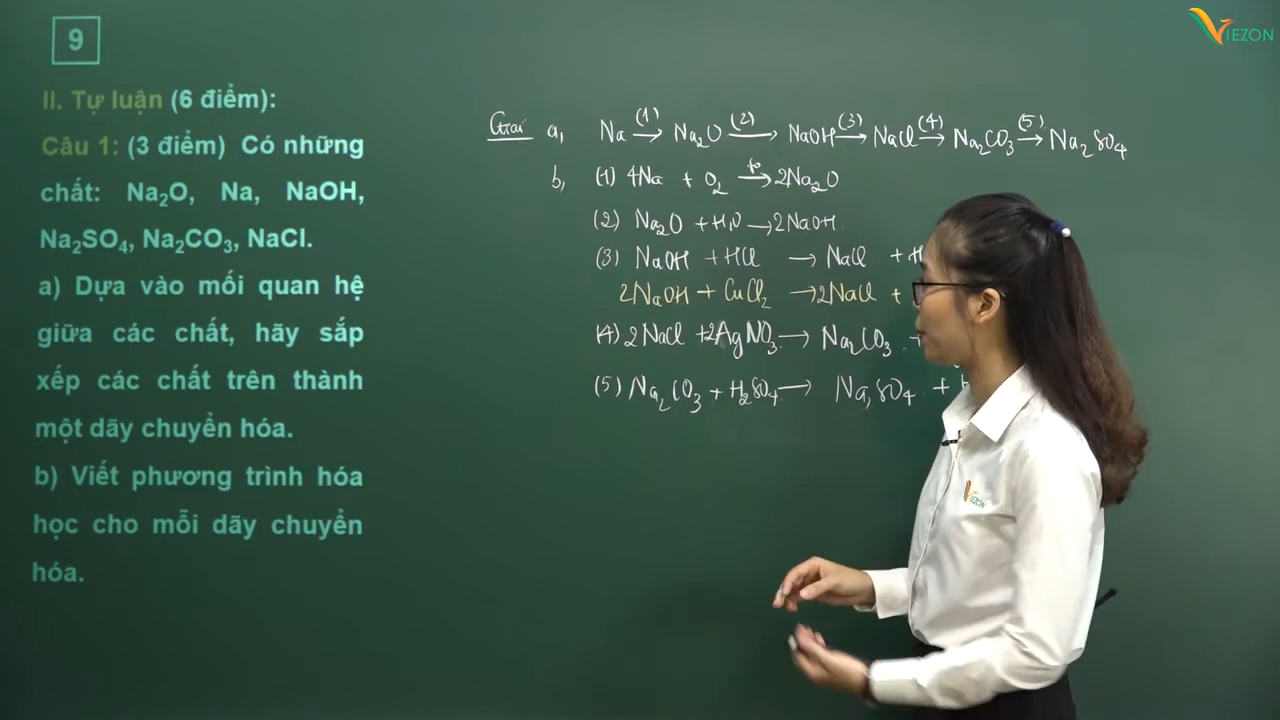 9
VIEZON
II. Tự luận (6 điểm):
Câu 1: (3 điểm) Có những
chất: Na₂O, Na, NaOH,
Na₂SO₄, Na₂CO₃, NaCl.
a) Dựa vào mối quan hệ
giữa các chất, hãy sắp
xếp các chất trên thành
một dãy chuyển hóa.
b) Viết phương trình hóa
học cho mỗi dãy chuyển
hóa.
Giải a, Na (1)→ Na₂O (2)→ NaOH (3)→ NaCl (4)→ Na₂CO₃ (5)→ Na₂SO₄
b, (1) 4Na + O₂ t°→ 2Na₂O
(2) Na₂O + H₂O → 2NaOH
(3) NaOH + HCl → NaCl +
2NaOH + CuCl₂ → 2NaCl +
(4) 2NaCl + 2AgNO₃ → Na₂CO₃ +
(5) Na₂CO₃ + H₂SO₄ → Na₂SO₄ +
VIEZON